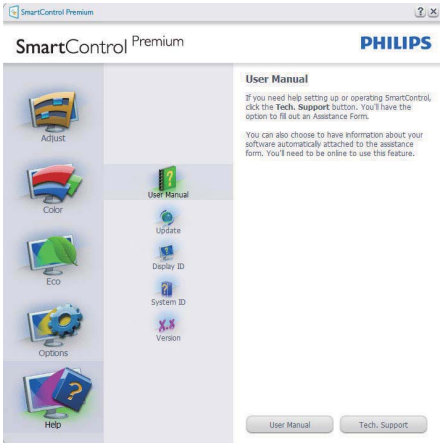 SmartControl Premium
SmartControl Premium
PHILIPS
Adjust
Color
Eco
Options
Help
User Manual
Update
Display ID
System ID
X.X
Version
User Manual
If you need help setting up or operating SmartControl,
click the Tech. Support button. You'll have the
option to fill out an Assistance Form.
You can also choose to have information about your
software automatically attached to the assistance
form. You'll need to be online to use this feature.
User Manual
Tech. Support